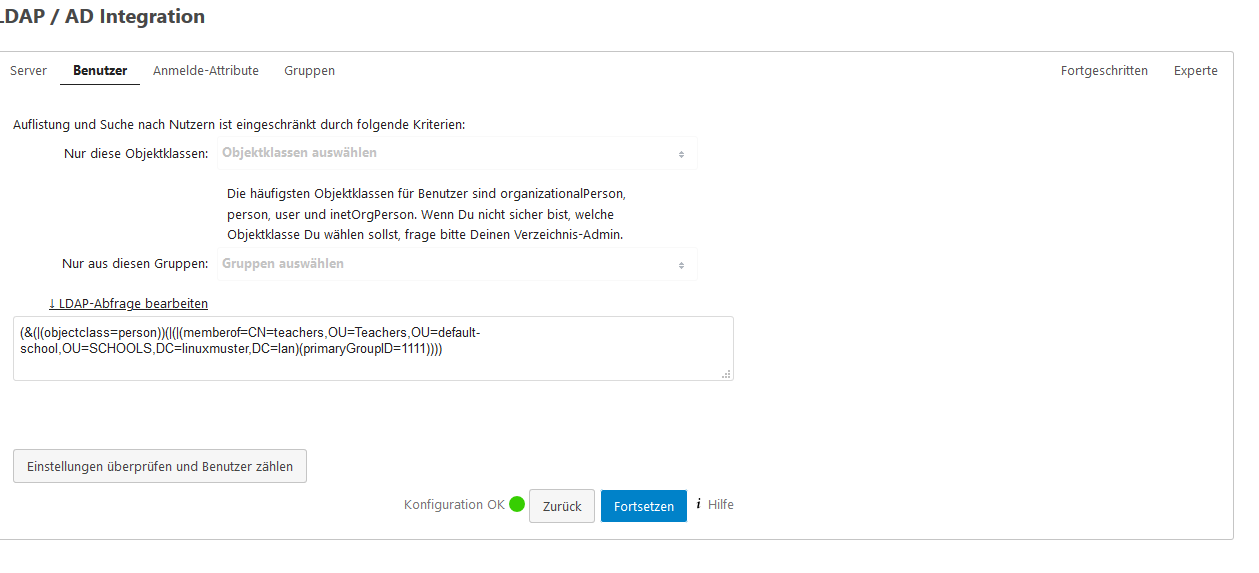 LDAP / AD Integration
Server Benutzer Anmelde-Attribute Gruppen Fortgeschritten Experte
Auflistung und Suche nach Nutzern ist eingeschränkt durch folgende Kriterien:
Nur diese Objektklassen: Objektklassen auswählen
Die häufigsten Objektklassen für Benutzer sind organizationalPerson,
person, user und inetOrgPerson. Wenn Du nicht sicher bist, welche
Objektklasse Du wählen sollst, frage bitte Deinen Verzeichnis-Admin.
Nur aus diesen Gruppen: Gruppen auswählen
↓ LDAP-Abfrage bearbeiten
(&(|(objectclass=person))(|(|(memberof=CN=teachers,OU=Teachers,OU=default-
school,OU=SCHOOLS,DC=linuxmuster,DC=lan)(primaryGroupID=1111))))
Einstellungen überprüfen und Benutzer zählen
Konfiguration OK Zurück Fortsetzen i Hilfe